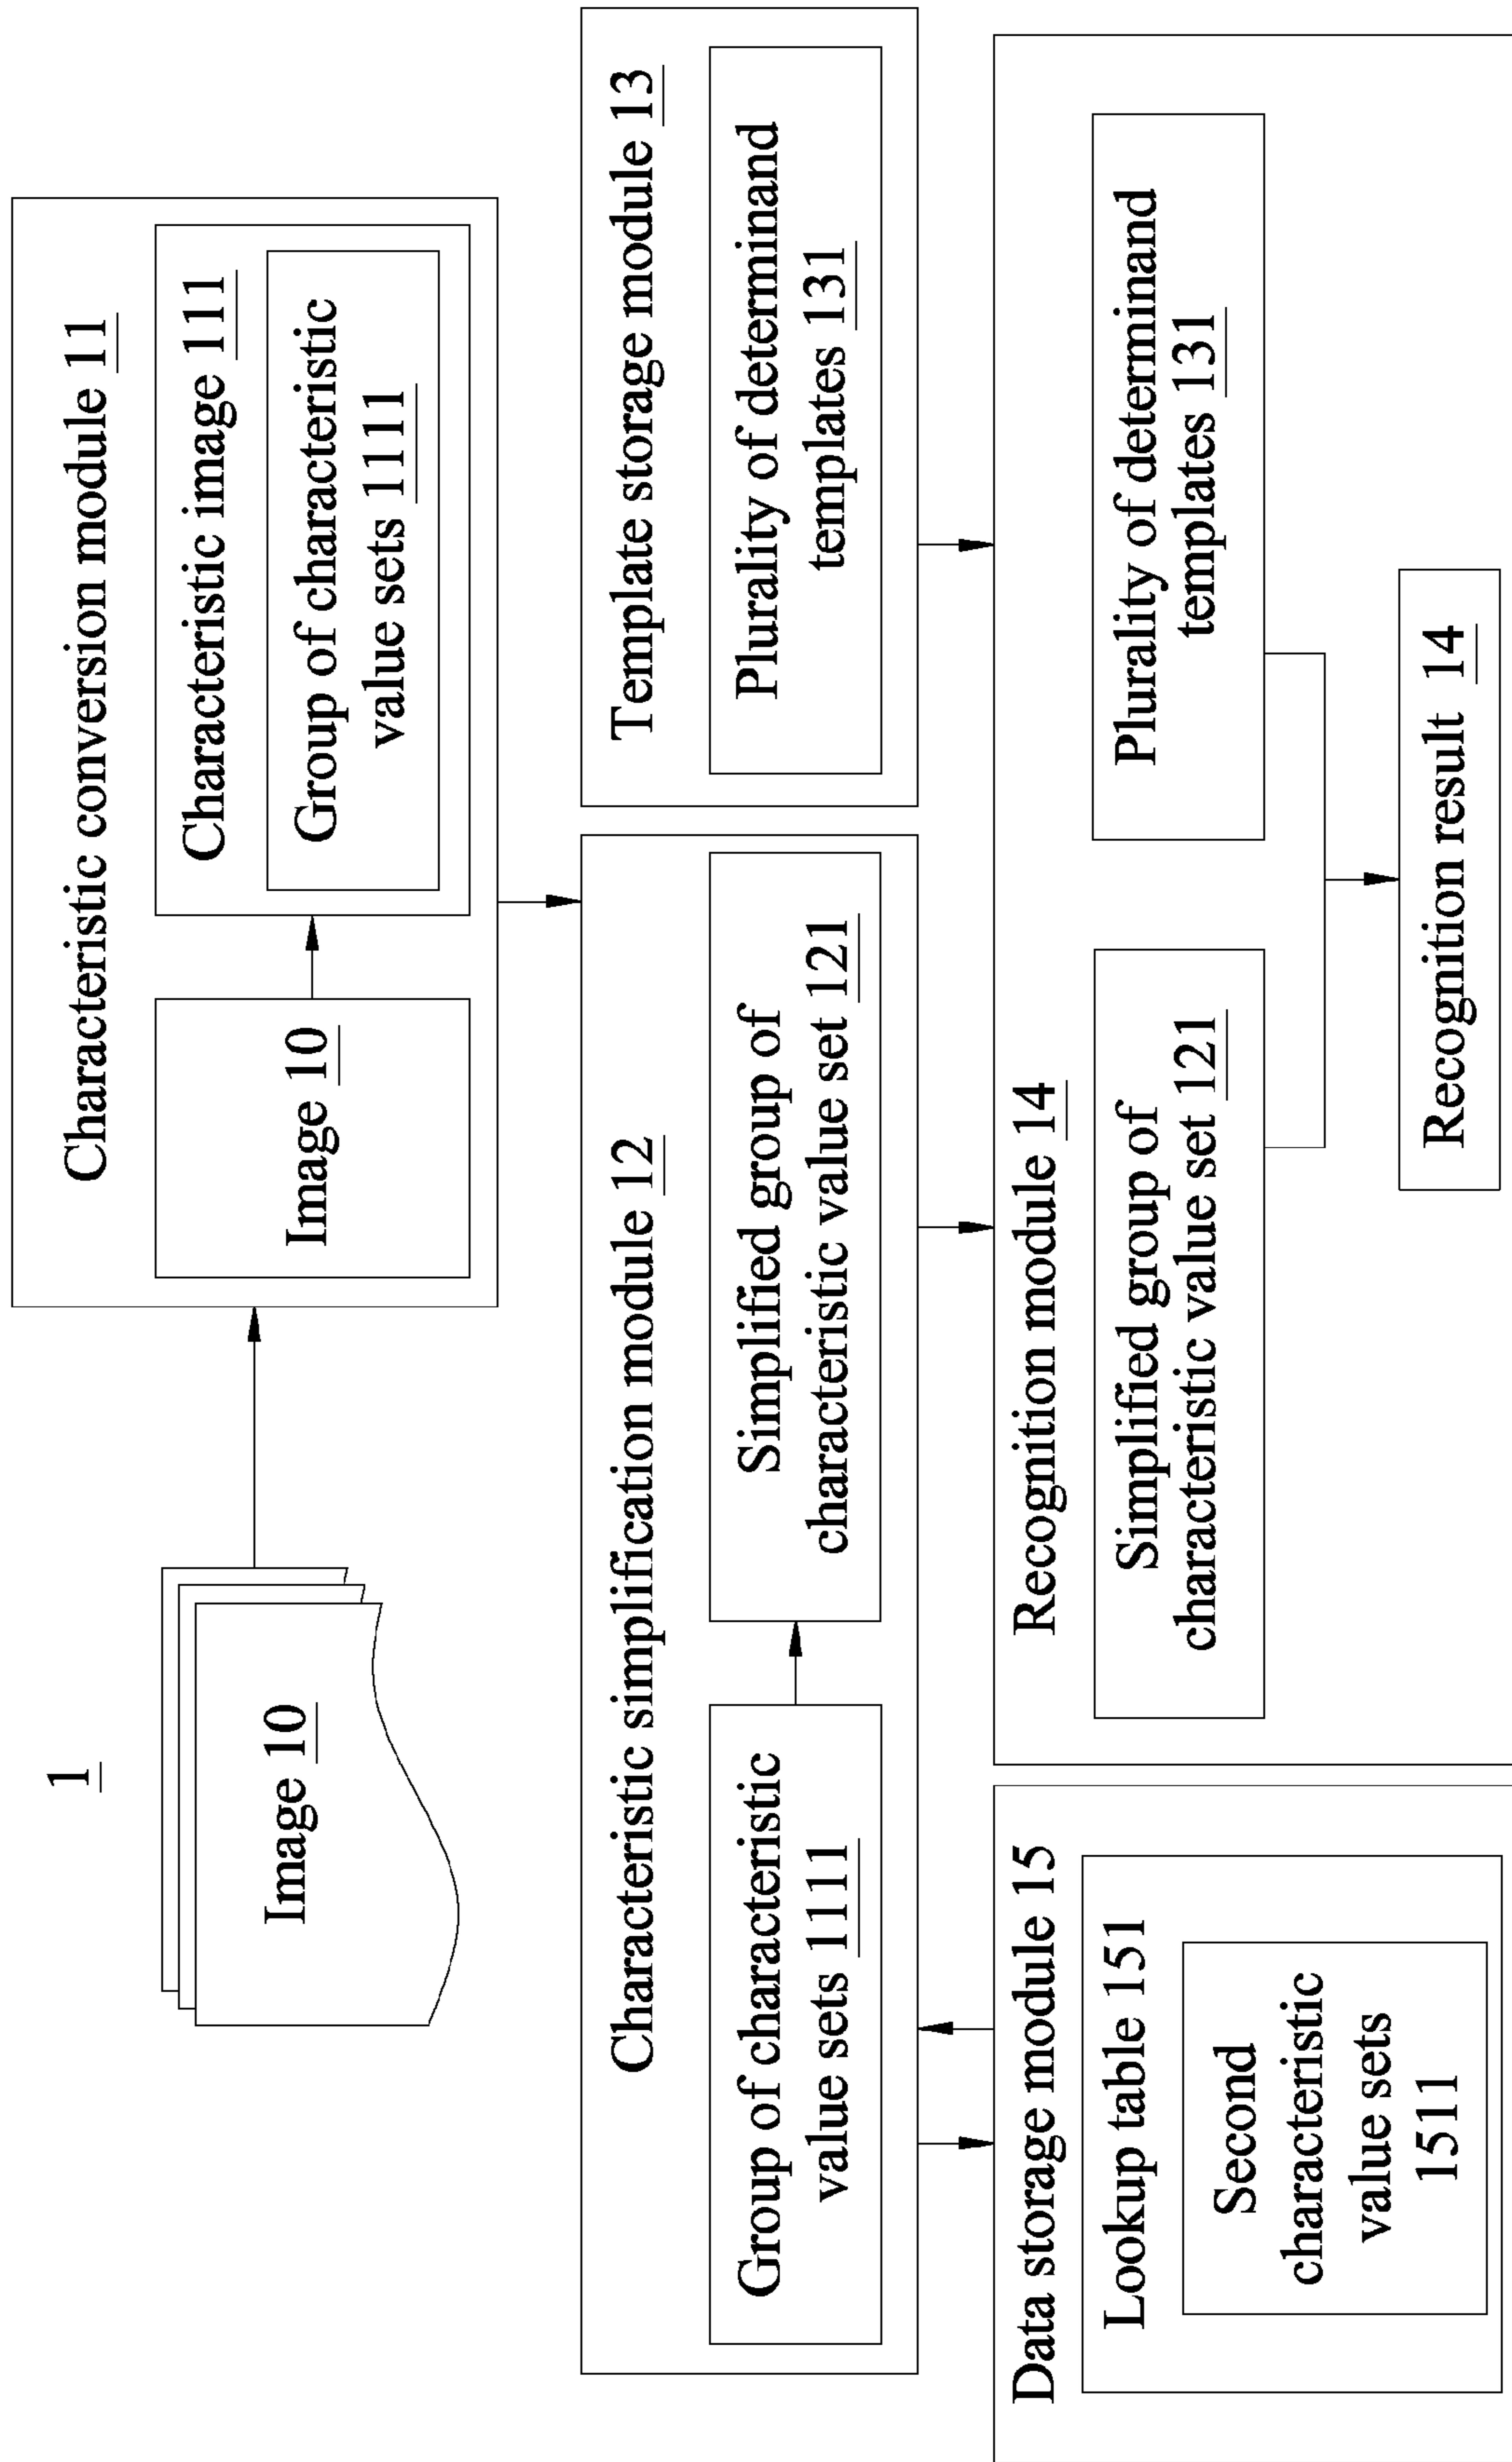 1
Image 10
Characteristic conversion module 11
Image 10
Characteristic image 111
Group of characteristic
value sets 1111
Characteristic simplification module 12
Group of characteristic
value sets 1111
Simplified group of
characteristic value set 121
Template storage module 13
Plurality of determinand
templates 131
Data storage module 15
Lookup table 151
Second
characteristic
value sets
1511
Recognition module 14
Simplified group of
characteristic value set 121
Plurality of determinand
templates 131
Recognition result 14